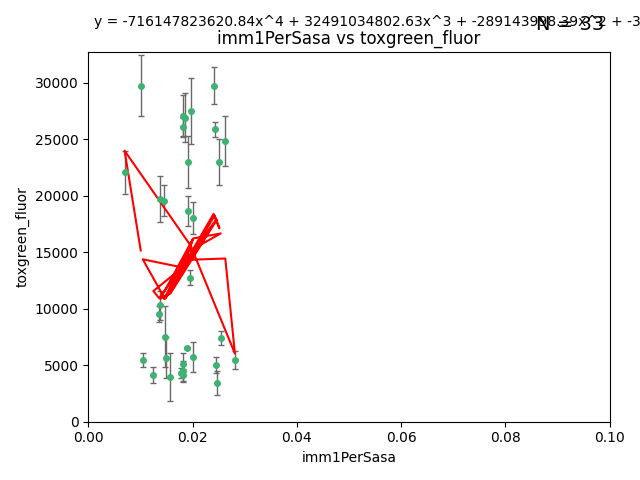 y = -716147823620.84x^4 + 32491034802.63x^3 + + -3
N = 33
imm1PerSasa vs toxgreen_fluor
30000
25000
20000
15000
10000
5000
0
toxgreen_fluor
0.00 0.02 0.04 0.06 0.08 0.10
imm1PerSasa